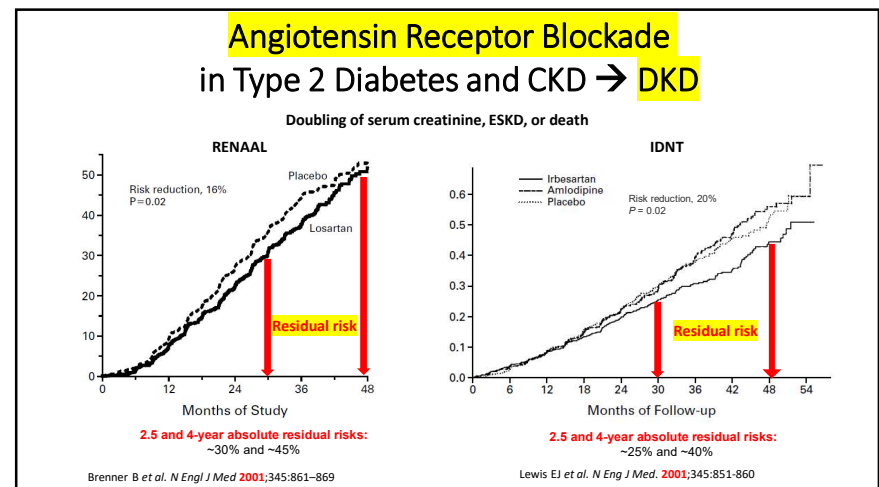 Angiotensin Receptor Blockade
in Type 2 Diabetes and CKD → DKD
Doubling of serum creatinine, ESKD, or death
RENAAL
50
40
30
20
10
0
Risk reduction, 16%
P=0.02
Placebo
Losartan
Residual risk
0 12 24 36 48
Months of Study
2.5 and 4-year absolute residual risks:
~30% and ~45%
Brenner B et al. N Engl J Med 2001;345:861–869
IDNT
Irbesartan
Amlodipine
Placebo
Risk reduction, 20%
P = 0.02
0.6
0.5
0.4
0.3
0.2
0.1
0.0
Residual risk
0 6 12 18 24 30 36 42 48 54
Months of Follow-up
2.5 and 4-year absolute residual risks:
~25% and ~40%
Lewis EJ et al. N Eng J Med. 2001;345:851-860